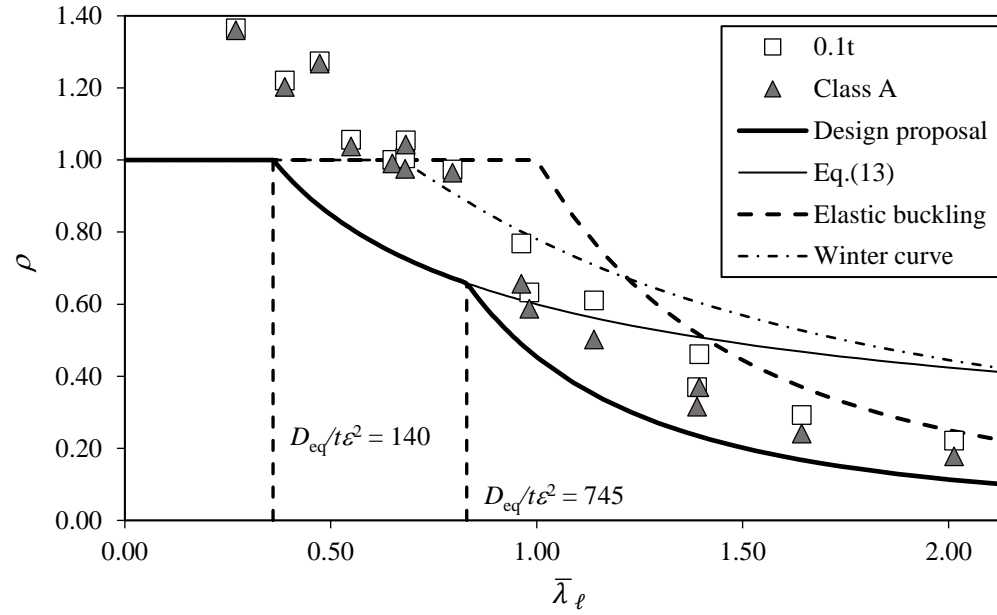 1.40
1.20
1.00
0.80
0.60
0.40
0.20
0.00
ρ
0.1t
Class A
Design proposal
Eq.(13)
Elastic buckling
Winter curve
D_eq/tε² = 140
D_eq/tε² = 745
0.00 0.50 1.00 1.50 2.00
λ̄_ℓ